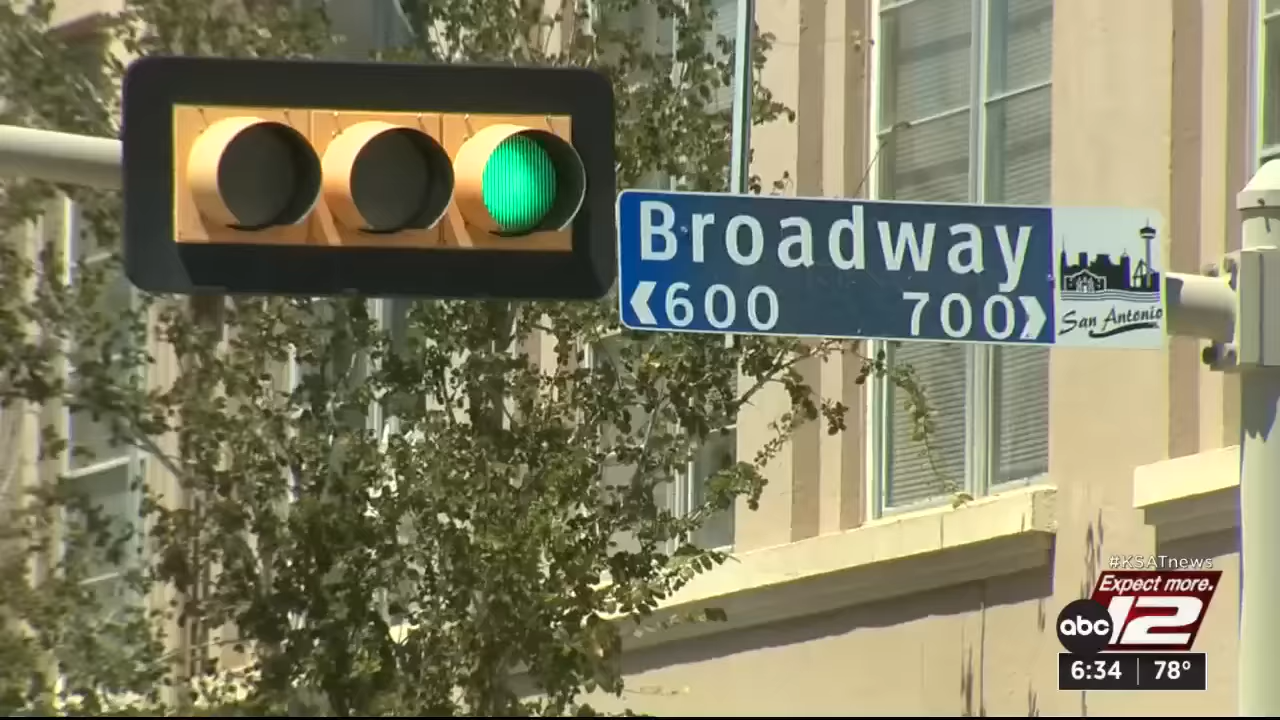 Broadway
600 700
San Antonio
#KSATnews
Expect more.
abc 12
6:34 78°